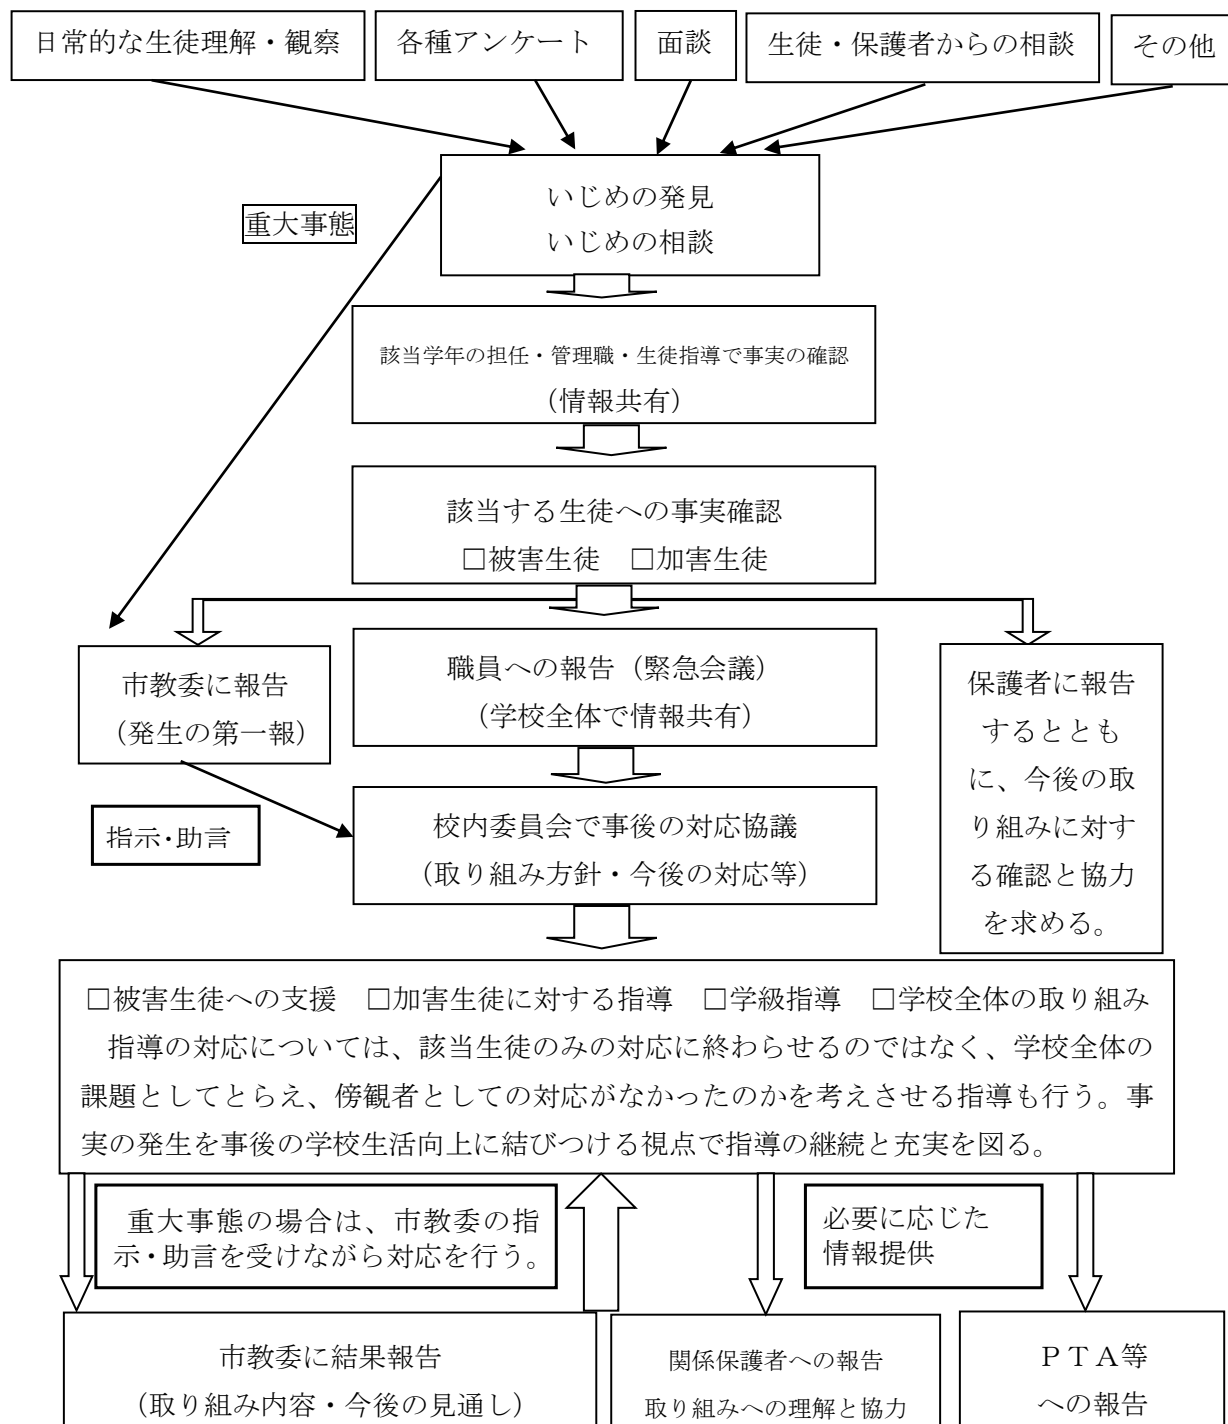 日常的な生徒理解・観察
各種アンケート
面談
生徒・保護者からの相談
その他
いじめの発見
いじめの相談
重大事態
該当学年の担任・管理職・生徒指導で事実の確認
(情報共有)
該当する生徒への事実確認
□被害生徒　□加害生徒
市教委に報告
(発生の第一報)
職員への報告（緊急会議）
(学校全体で情報共有)
保護者に報告
するととも
に、今後の取
り組みに対す
る確認と協力
を求める。
指示・助言
校内委員会で事後の対応協議
(取り組み方針・今後の対応等)
□被害生徒への支援　□加害生徒に対する指導　□学級指導　□学校全体の取り組み
指導の対応については、該当生徒のみの対応に終わらせるのではなく、学校全体の
課題としてとらえ、傍観者としての対応がなかったのかを考えさせる指導も行う。事
実の発生を事後の学校生活向上に結びつける視点で指導の継続と充実を図る。
重大事態の場合は、市教委の指
示・助言を受けながら対応を行う。
必要に応じた
情報提供
市教委に結果報告
(取り組み内容・今後の見通し)
関係保護者への報告
取り組みへの理解と協力
ＰＴＡ等
への報告